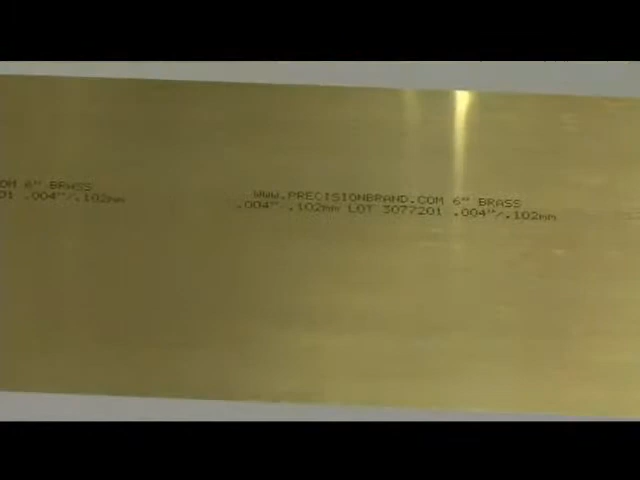 OM 6" BRASS
01 .004"/.102mm
WWW.PRECISIONBRAND.COM 6" BRASS
.004"/.102mm LOT 3077201 .004"/.102mm